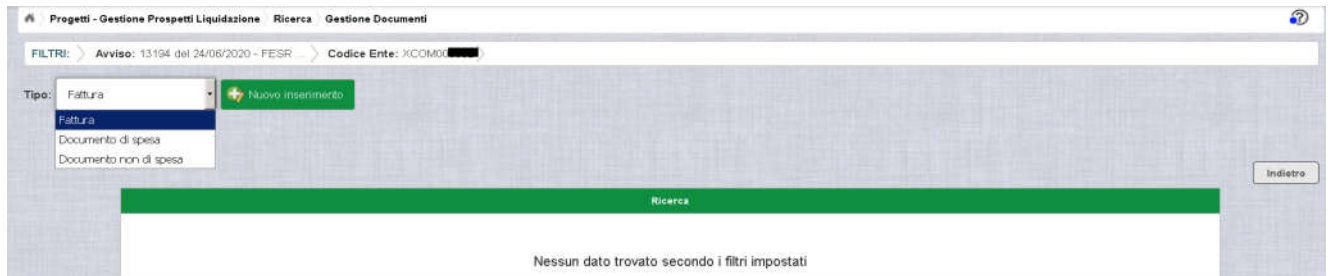 Progetti - Gestione Prospetti Liquidazione Ricerca Gestione Documenti
FILTRI: Avviso: 13194 del 24/06/2020 - FESR ... Codice Ente: XCOM00
Tipo: Fattura Nuovo inserimento
Fattura
Documento di spesa
Documento non di spesa
Indietro
Ricerca
Nessun dato trovato secondo i filtri impostati